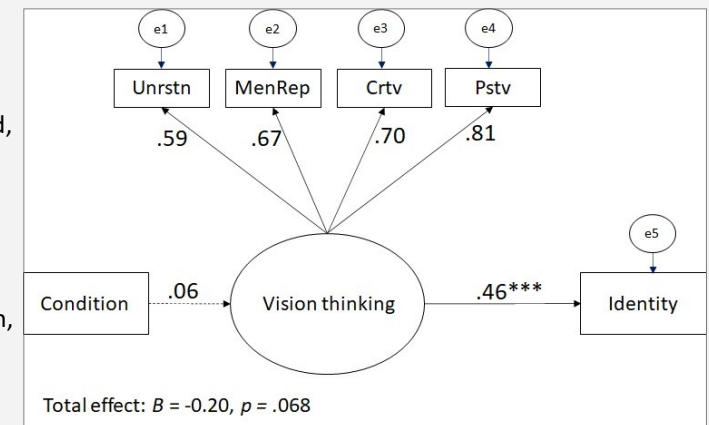 e1 e2 e3 e4
Unrstn MenRep Crtv Pstv
d,
.59 .67 .70 .81
e5
Condition .06 Vision thinking .46*** Identity
n,
Total effect: B = -0.20, p = .068